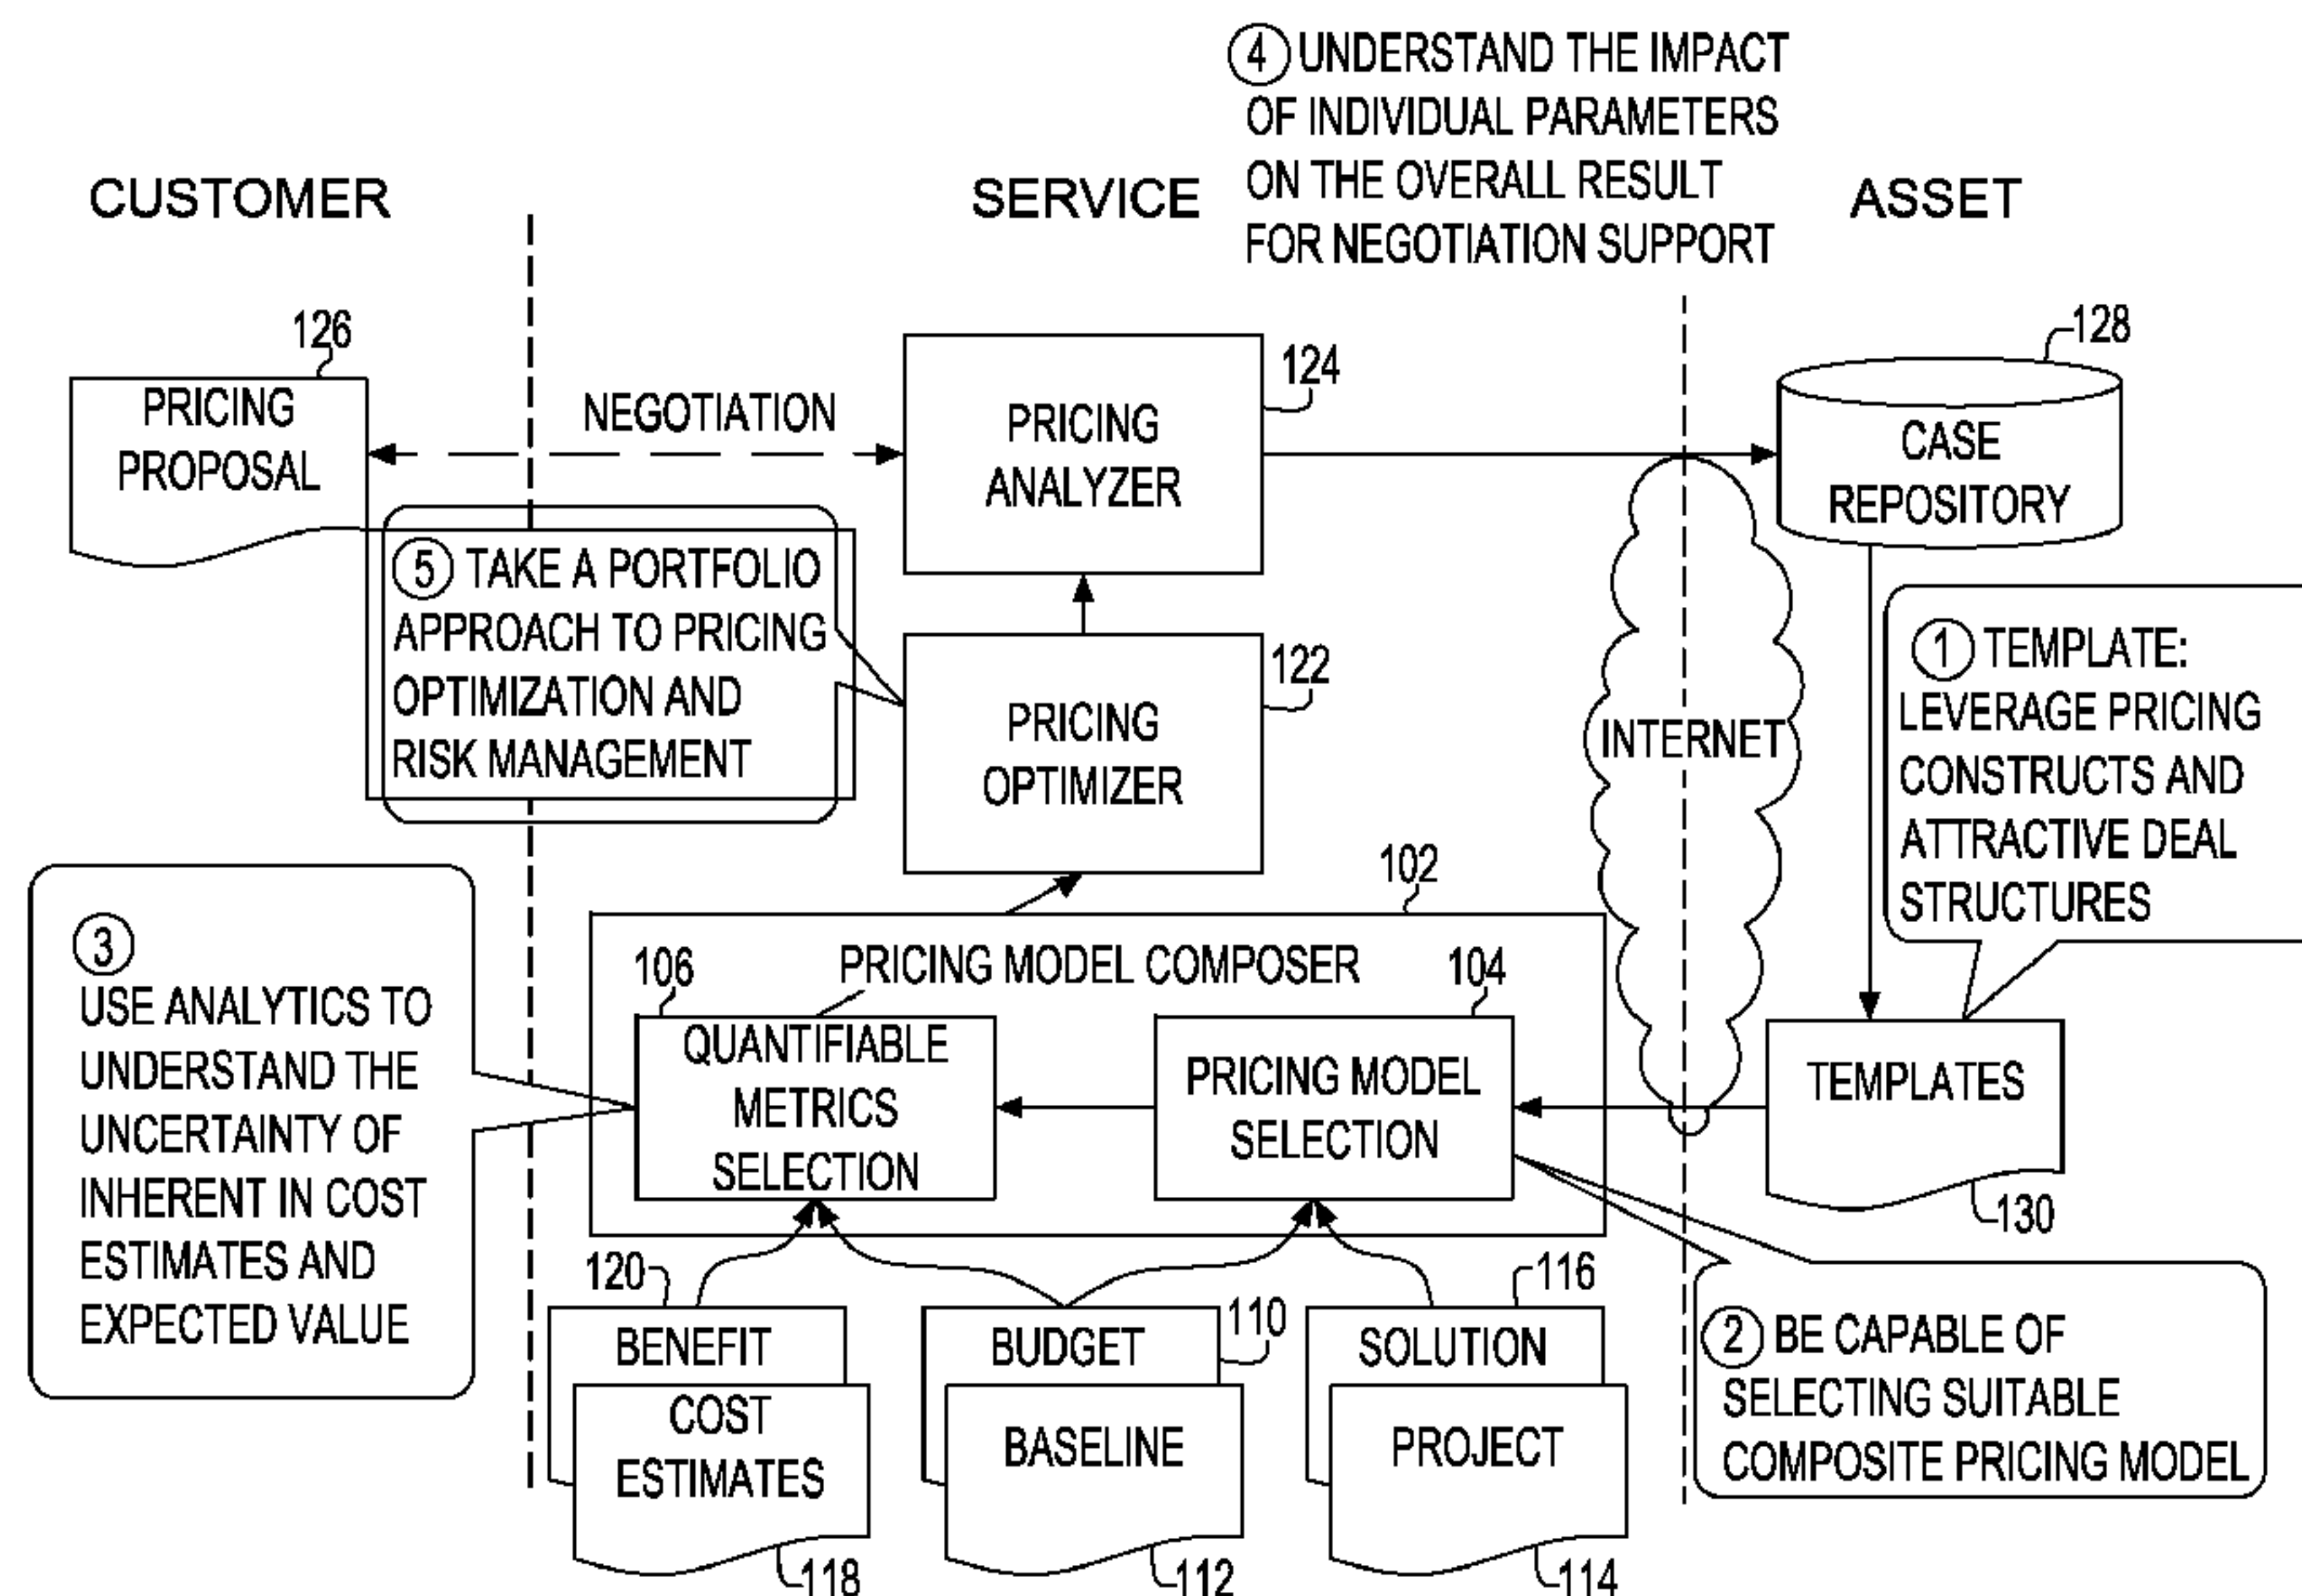 ④ UNDERSTAND THE IMPACT
OF INDIVIDUAL PARAMETERS
ON THE OVERALL RESULT
FOR NEGOTIATION SUPPORT
CUSTOMER
SERVICE
ASSET
126
PRICING
PROPOSAL
NEGOTIATION
124
PRICING
ANALYZER
128
CASE
REPOSITORY
⑤ TAKE A PORTFOLIO
APPROACH TO PRICING
OPTIMIZATION AND
RISK MANAGEMENT
122
PRICING
OPTIMIZER
INTERNET
① TEMPLATE:
LEVERAGE PRICING
CONSTRUCTS AND
ATTRACTIVE DEAL
STRUCTURES
102
③
USE ANALYTICS TO
UNDERSTAND THE
UNCERTAINTY OF
INHERENT IN COST
ESTIMATES AND
EXPECTED VALUE
106
PRICING MODEL COMPOSER
104
QUANTIFIABLE
METRICS
SELECTION
PRICING MODEL
SELECTION
TEMPLATES
130
120
BENEFIT
COST
ESTIMATES
118
110
BUDGET
BASELINE
112
116
SOLUTION
PROJECT
114
② BE CAPABLE OF
SELECTING SUITABLE
COMPOSITE PRICING MODEL